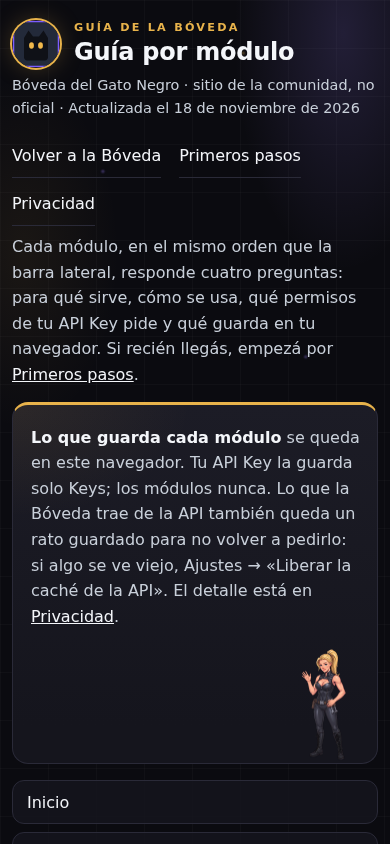 GUÍA DE LA BÓVEDA
Guía por módulo
Bóveda del Gato Negro · sitio de la comunidad, no
oficial · Actualizada el 18 de noviembre de 2026
Volver a la Bóveda Primeros pasos
Privacidad
Cada módulo, en el mismo orden que la
barra lateral, responde cuatro preguntas:
para qué sirve, cómo se usa, qué permisos
de tu API Key pide y qué guarda en tu
navegador. Si recién llegás, empezá por
Primeros pasos.
Lo que guarda cada módulo se queda
en este navegador. Tu API Key la guarda
solo Keys; los módulos nunca. Lo que la
Bóveda trae de la API también queda un
rato guardado para no volver a pedirlo:
si algo se ve viejo, Ajustes → «Liberar la
caché de la API». El detalle está en
Privacidad.
Inicio